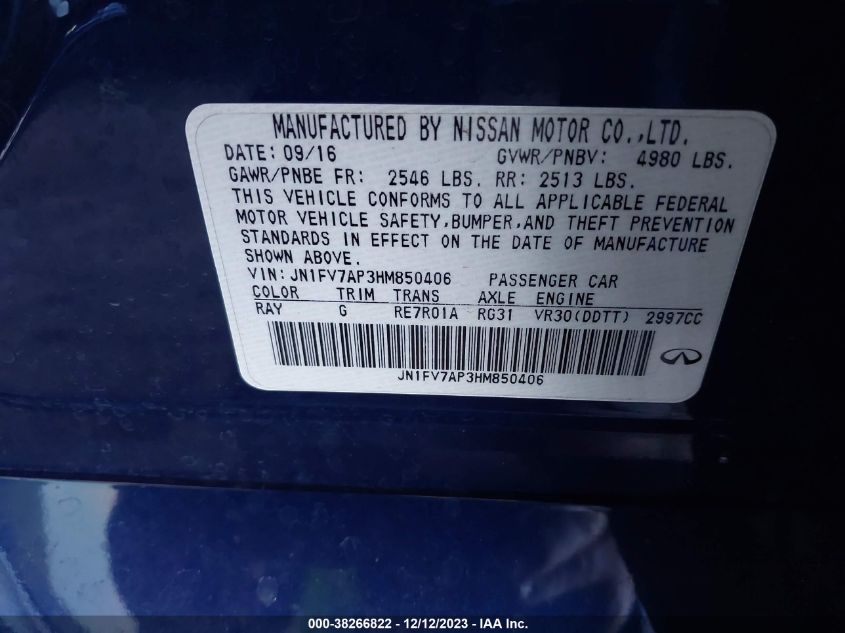 MANUFACTURED BY NISSAN MOTOR CO.,LTD.
DATE: 09/16 GVWR/PNBV: 4980 LBS.
GAWR/PNBE FR: 2546 LBS. RR: 2513 LBS.
THIS VEHICLE CONFORMS TO ALL APPLICABLE FEDERAL
MOTOR VEHICLE SAFETY,BUMPER,AND THEFT PREVENTION
STANDARDS IN EFFECT ON THE DATE OF MANUFACTURE
SHOWN ABOVE.
VIN: JN1FV7AP3HM850406 PASSENGER CAR
COLOR TRIM TRANS AXLE ENGINE
RAY G RE7R01A RG31 VR30(DDTT) 2997CC
JN1FV7AP3HM850406
000-38266822 - 12/12/2023 - IAA Inc.